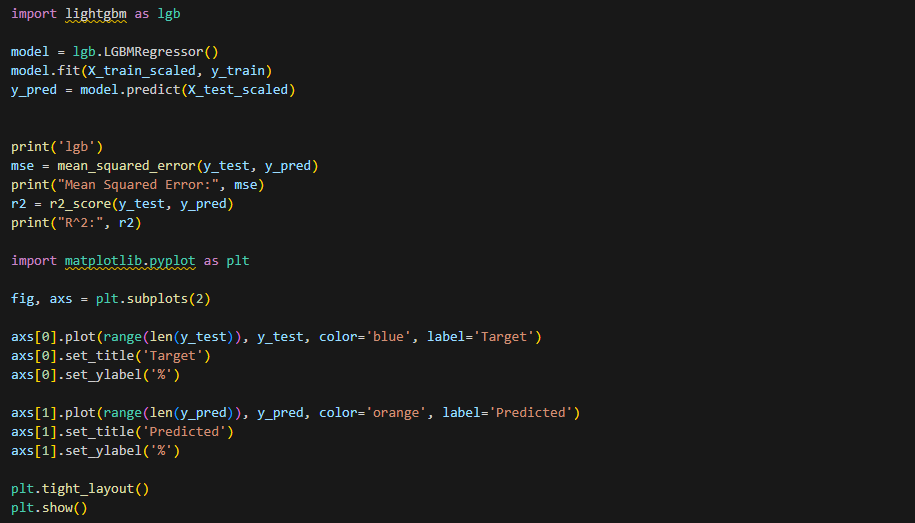 import lightgbm as lgb
model = lgb.LGBMRegressor()
model.fit(X_train_scaled, y_train)
y_pred = model.predict(X_test_scaled)
print('lgb')
mse = mean_squared_error(y_test, y_pred)
print("Mean Squared Error:", mse)
r2 = r2_score(y_test, y_pred)
print("R^2:", r2)
import matplotlib.pyplot as plt
fig, axs = plt.subplots(2)
axs[0].plot(range(len(y_test)), y_test, color='blue', label='Target')
axs[0].set_title('Target')
axs[0].set_ylabel('%')
axs[1].plot(range(len(y_pred)), y_pred, color='orange', label='Predicted')
axs[1].set_title('Predicted')
axs[1].set_ylabel('%')
plt.tight_layout()
plt.show()